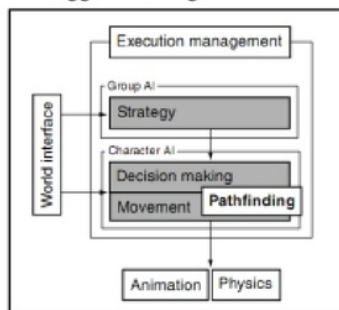 Execution management
Group AI
Strategy
World interface
Character AI
Decision making
Movement
Pathfinding
Animation
Physics